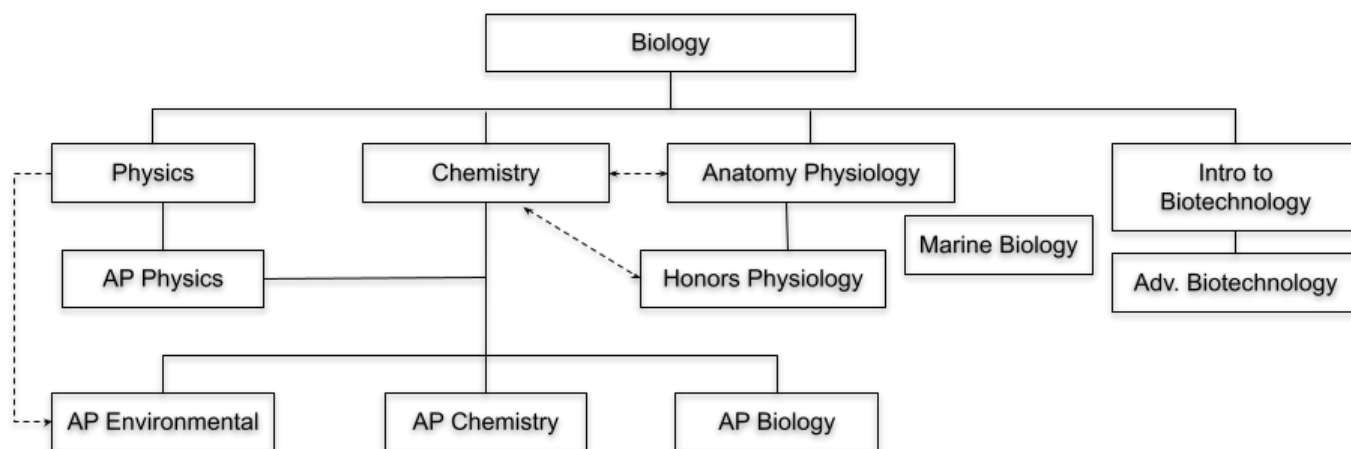 Biology
Physics
Chemistry
Anatomy Physiology
Intro to
Biotechnology
Marine Biology
AP Physics
Honors Physiology
Adv. Biotechnology
AP Environmental
AP Chemistry
AP Biology